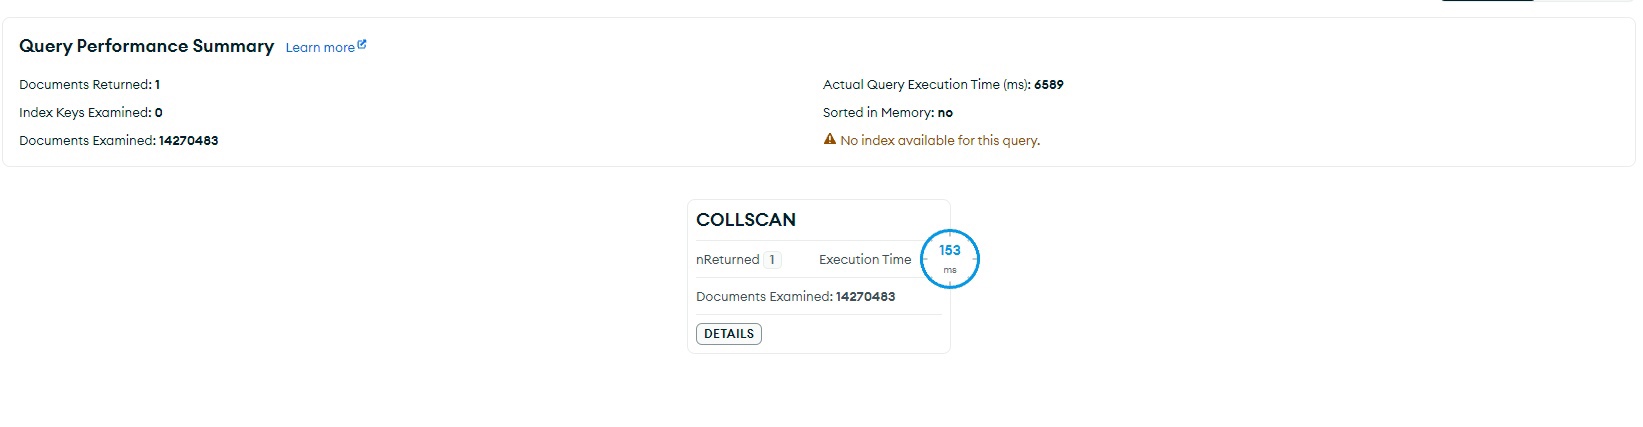 Query Performance Summary Learn more
Documents Returned: 1
Index Keys Examined: 0
Documents Examined: 14270483
Actual Query Execution Time (ms): 6589
Sorted in Memory: no
No index available for this query.
COLLSCAN
nReturned 1 Execution Time 153 ms
Documents Examined: 14270483
DETAILS